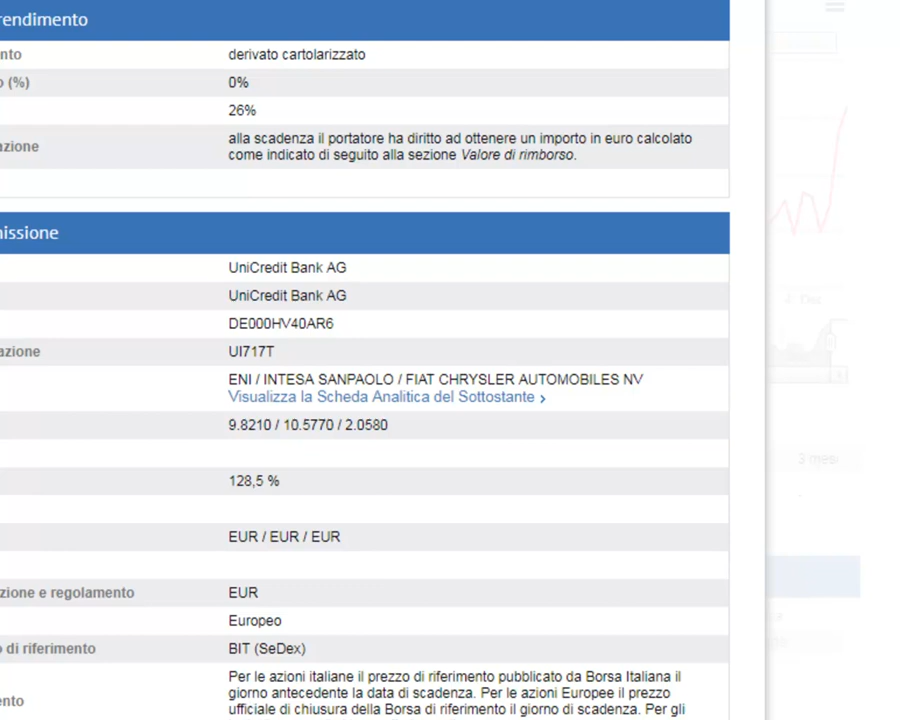 rendimento
nto
derivato cartolarizzato
o (%)
0%
26%
alla scadenza il portatore ha diritto ad ottenere un importo in euro calcolato
azione
come indicato di seguito alla sezione Valore di rimborso.
missione
UniCredit Bank AG
UniCredit Bank AG
DE000HV40AR6
azione
UI717T
ENI / INTESA SANPAOLO / FIAT CHRYSLER AUTOMOBILES NV
Visualizza la Scheda Analitica del Sottostante ›
9.8210 / 10.5770 / 2.0580
128,5 %
3 mesi
EUR / EUR / EUR
zione e regolamento
EUR
Europeo
o di riferimento
BIT (SeDex)
Per le azioni italiane il prezzo di riferimento pubblicato da Borsa Italiana il
giorno antecedente la data di scadenza. Per le azioni Europee il prezzo
ento
ufficiale di chiusura della Borsa di riferimento il giorno di scadenza. Per gli